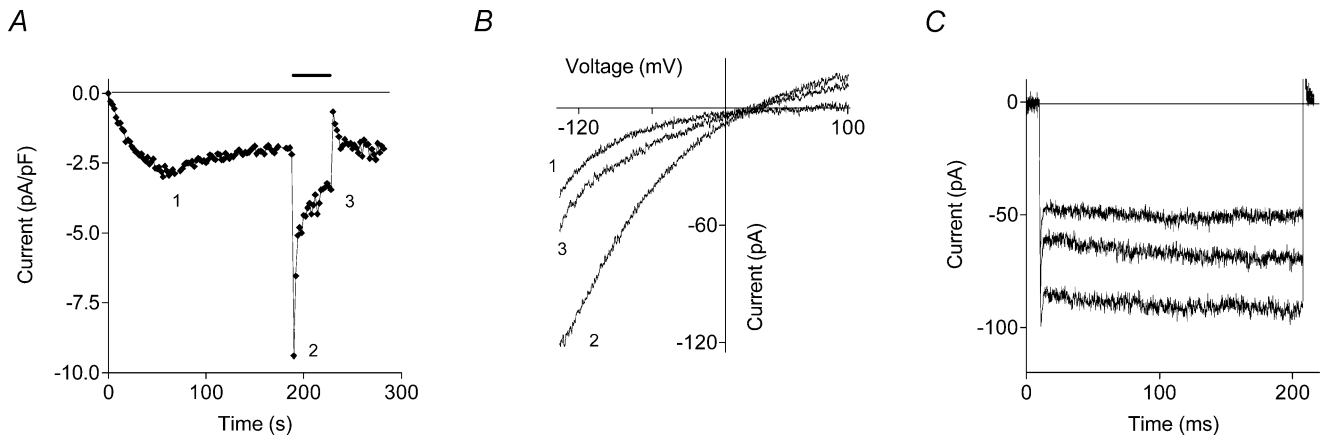 A
0.0
-2.5
-5.0
-7.5
-10.0
Current (pA/pF)
1
2
3
0 100 200 300
Time (s)
B
Voltage (mV)
-120 100
1
3
2
-60
-120
Current (pA)
C
0
-50
-100
Current (pA)
0 100 200
Time (ms)